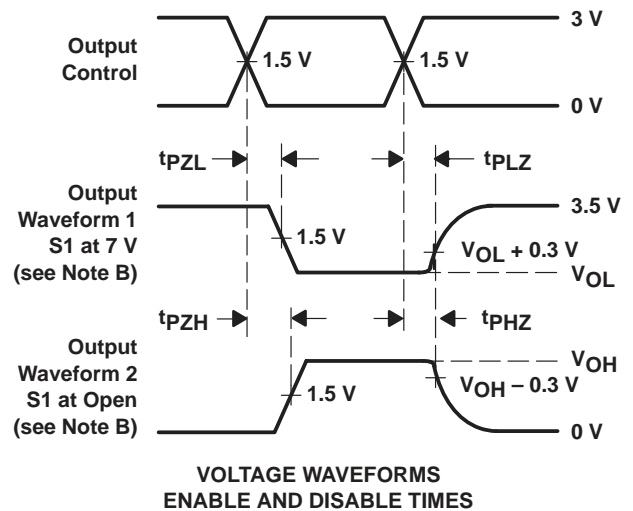 Output
Control
3 V
1.5 V
1.5 V
0 V
tPZL
tPLZ
Output
Waveform 1
S1 at 7 V
(see Note B)
3.5 V
1.5 V
VOL + 0.3 V
VOL
tPZH
tPHZ
Output
Waveform 2
S1 at Open
(see Note B)
VOH
1.5 V
VOH – 0.3 V
0 V
VOLTAGE WAVEFORMS
ENABLE AND DISABLE TIMES